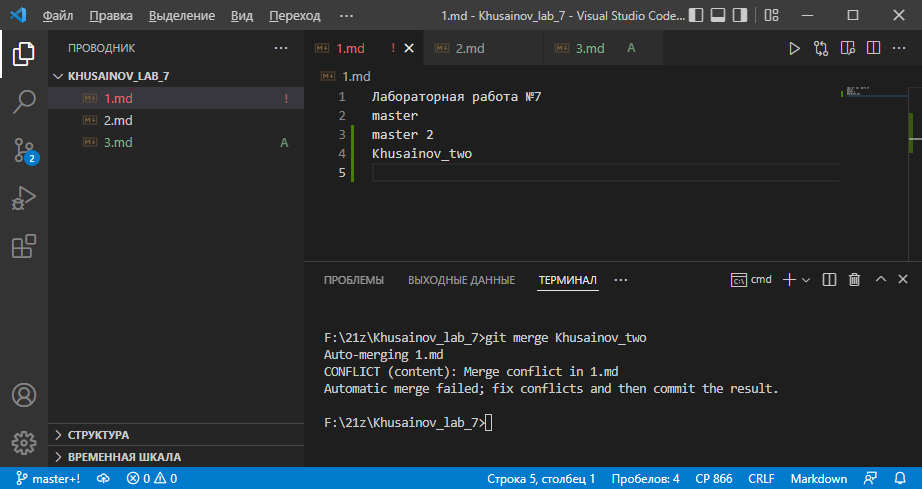 Файл Правка Выделение Вид Переход ··· 1.md - Khusainov_lab_7 - Visual Studio Code...
ПРОВОДНИК ···
KHUSAINOV_LAB_7
1.md !
2.md
3.md A
1.md ! 2.md 3.md A ···
1.md
1 Лабораторная работа №7
2 master
3 master 2
4 Khusainov_two
5
ПРОБЛЕМЫ ВЫХОДНЫЕ ДАННЫЕ ТЕРМИНАЛ ··· cmd
F:\21z\Khusainov_lab_7>git merge Khusainov_two
Auto-merging 1.md
CONFLICT (content): Merge conflict in 1.md
Automatic merge failed; fix conflicts and then commit the result.
F:\21z\Khusainov_lab_7>
2
СТРУКТУРА
ВРЕМЕННАЯ ШКАЛА
master+! 0 0 Строка 5, столбец 1 Пробелов: 4 CP 866 CRLF Markdown